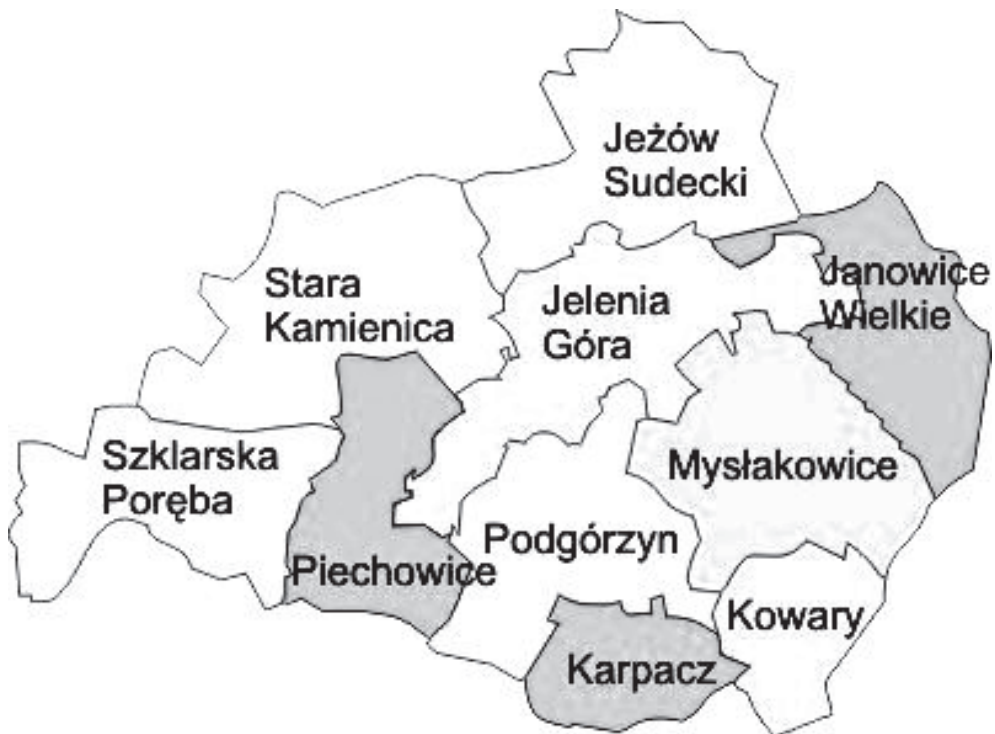 Jeżów
Sudecki
Stara
Kamienica
Jelenia
Góra
Janowice
Wielkie
Szklarska
Poręba
Mysłakowice
Podgórzyn
Piechowice
Kowary
Karpacz